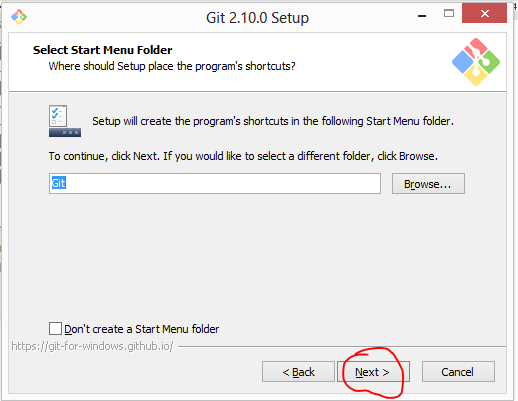 Git 2.10.0 Setup
Select Start Menu Folder
Where should Setup place the program's shortcuts?
Setup will create the program's shortcuts in the following Start Menu folder.
To continue, click Next. If you would like to select a different folder, click Browse.
Git
Browse...
Don't create a Start Menu folder
https://git-for-windows.github.io/
< Back
Next >
Cancel